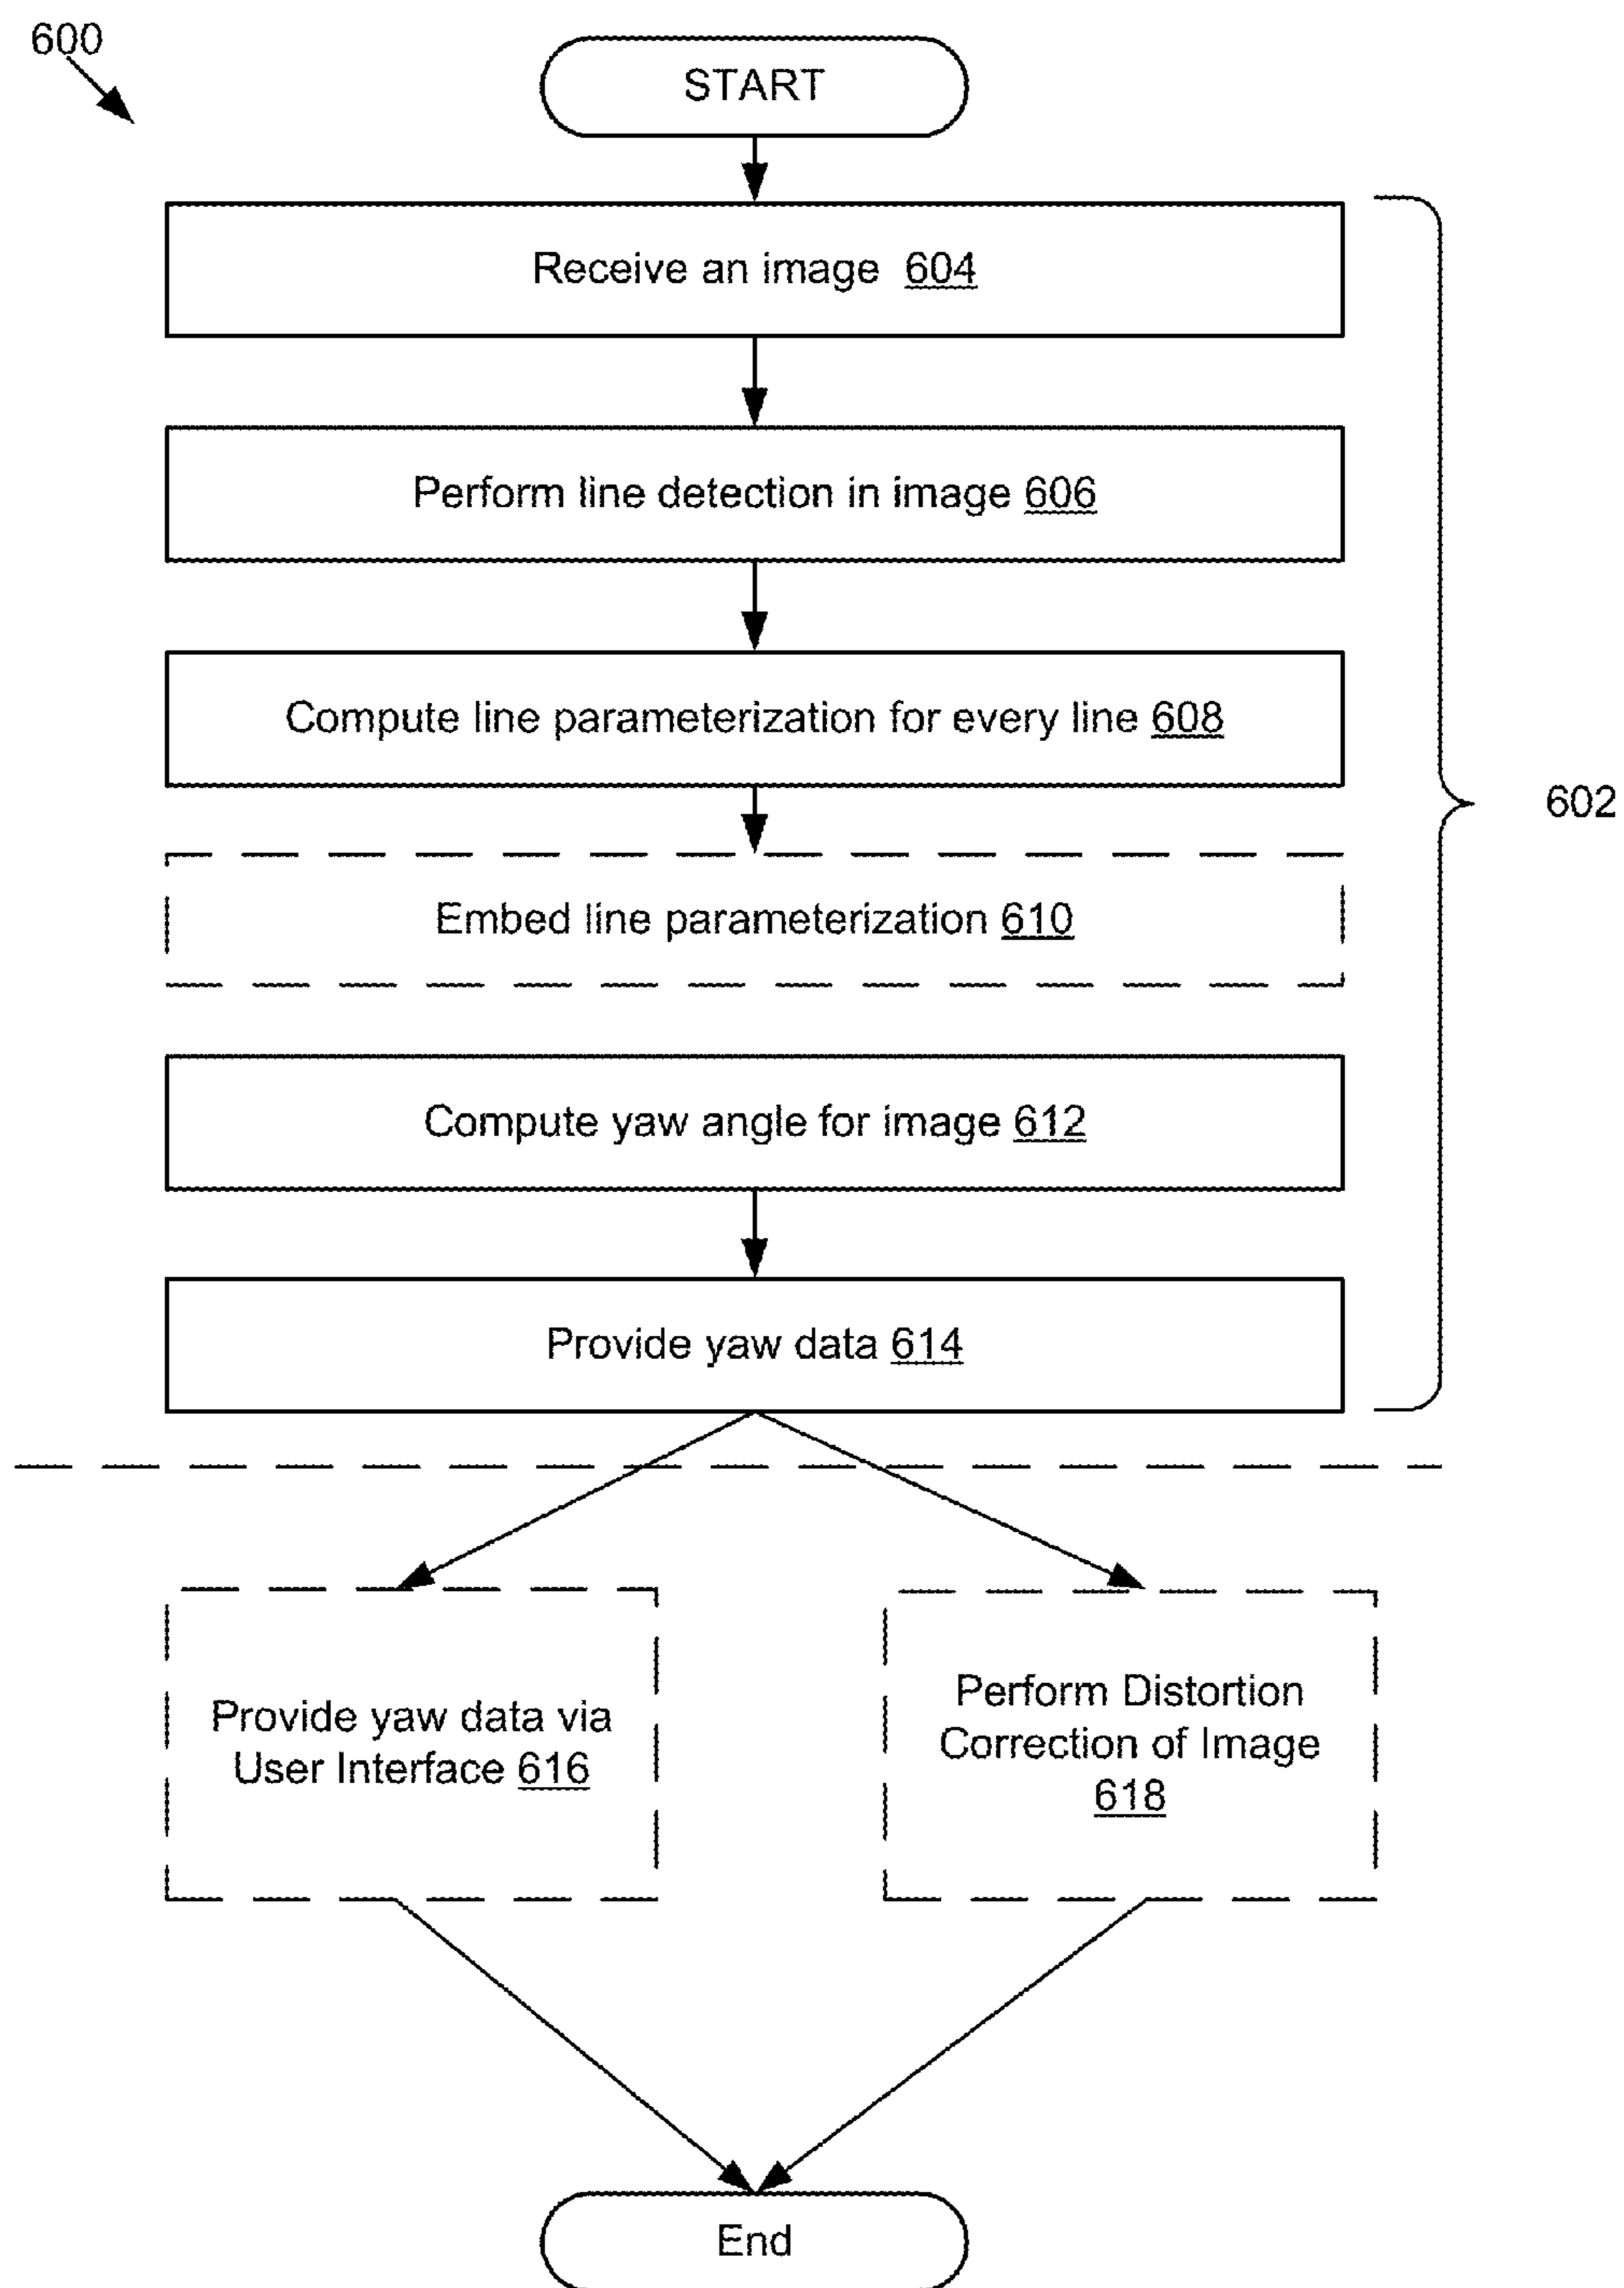 600
START
Receive an image 604
Perform line detection in image 606
Compute line parameterization for every line 608
602
Embed line parameterization 610
Compute yaw angle for image 612
Provide yaw data 614
Provide yaw data via
User Interface 616
Perform Distortion
Correction of Image
618
End